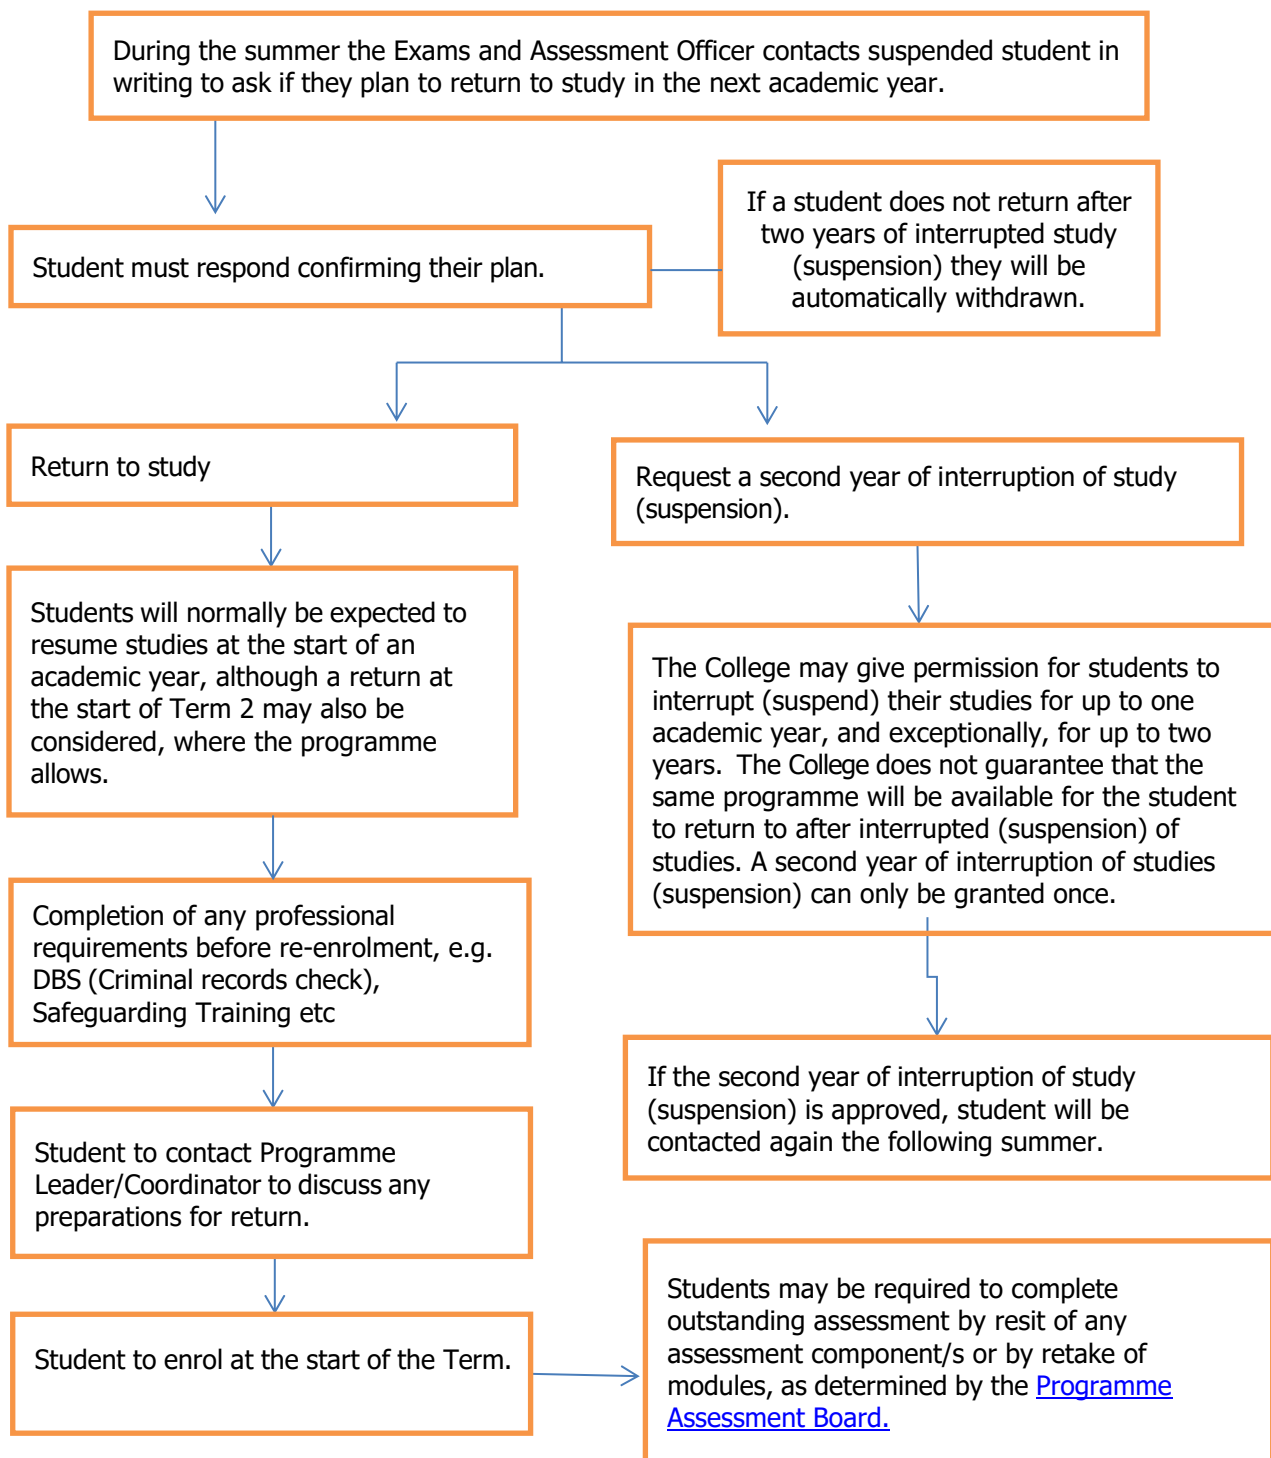 During the summer the Exams and Assessment Officer contacts suspended student in
writing to ask if they plan to return to study in the next academic year.
If a student does not return after
two years of interrupted study
(suspension) they will be
automatically withdrawn.
Student must respond confirming their plan.
Return to study
Request a second year of interruption of study
(suspension).
Students will normally be expected to
resume studies at the start of an
academic year, although a return at
the start of Term 2 may also be
considered, where the programme
allows.
The College may give permission for students to
interrupt (suspend) their studies for up to one
academic year, and exceptionally, for up to two
years.  The College does not guarantee that the
same programme will be available for the student
to return to after interrupted (suspension) of
studies. A second year of interruption of studies
(suspension) can only be granted once.
Completion of any professional
requirements before re-enrolment, e.g.
DBS (Criminal records check),
Safeguarding Training etc
If the second year of interruption of study
(suspension) is approved, student will be
contacted again the following summer.
Student to contact Programme
Leader/Coordinator to discuss any
preparations for return.
Student to enrol at the start of the Term.
Students may be required to complete
outstanding assessment by resit of any
assessment component/s or by retake of
modules, as determined by the Programme
Assessment Board.